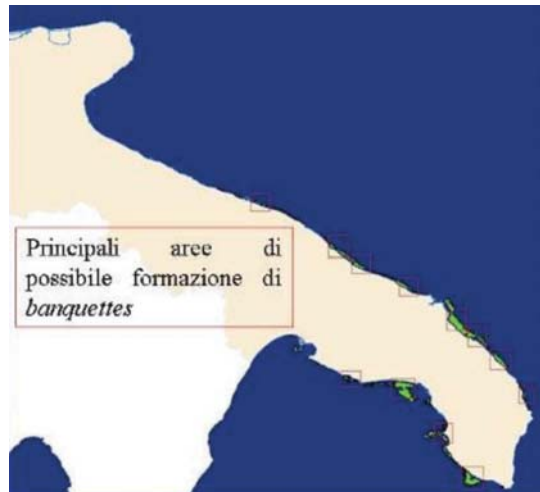 Principali aree di
possibile formazione di
banquettes